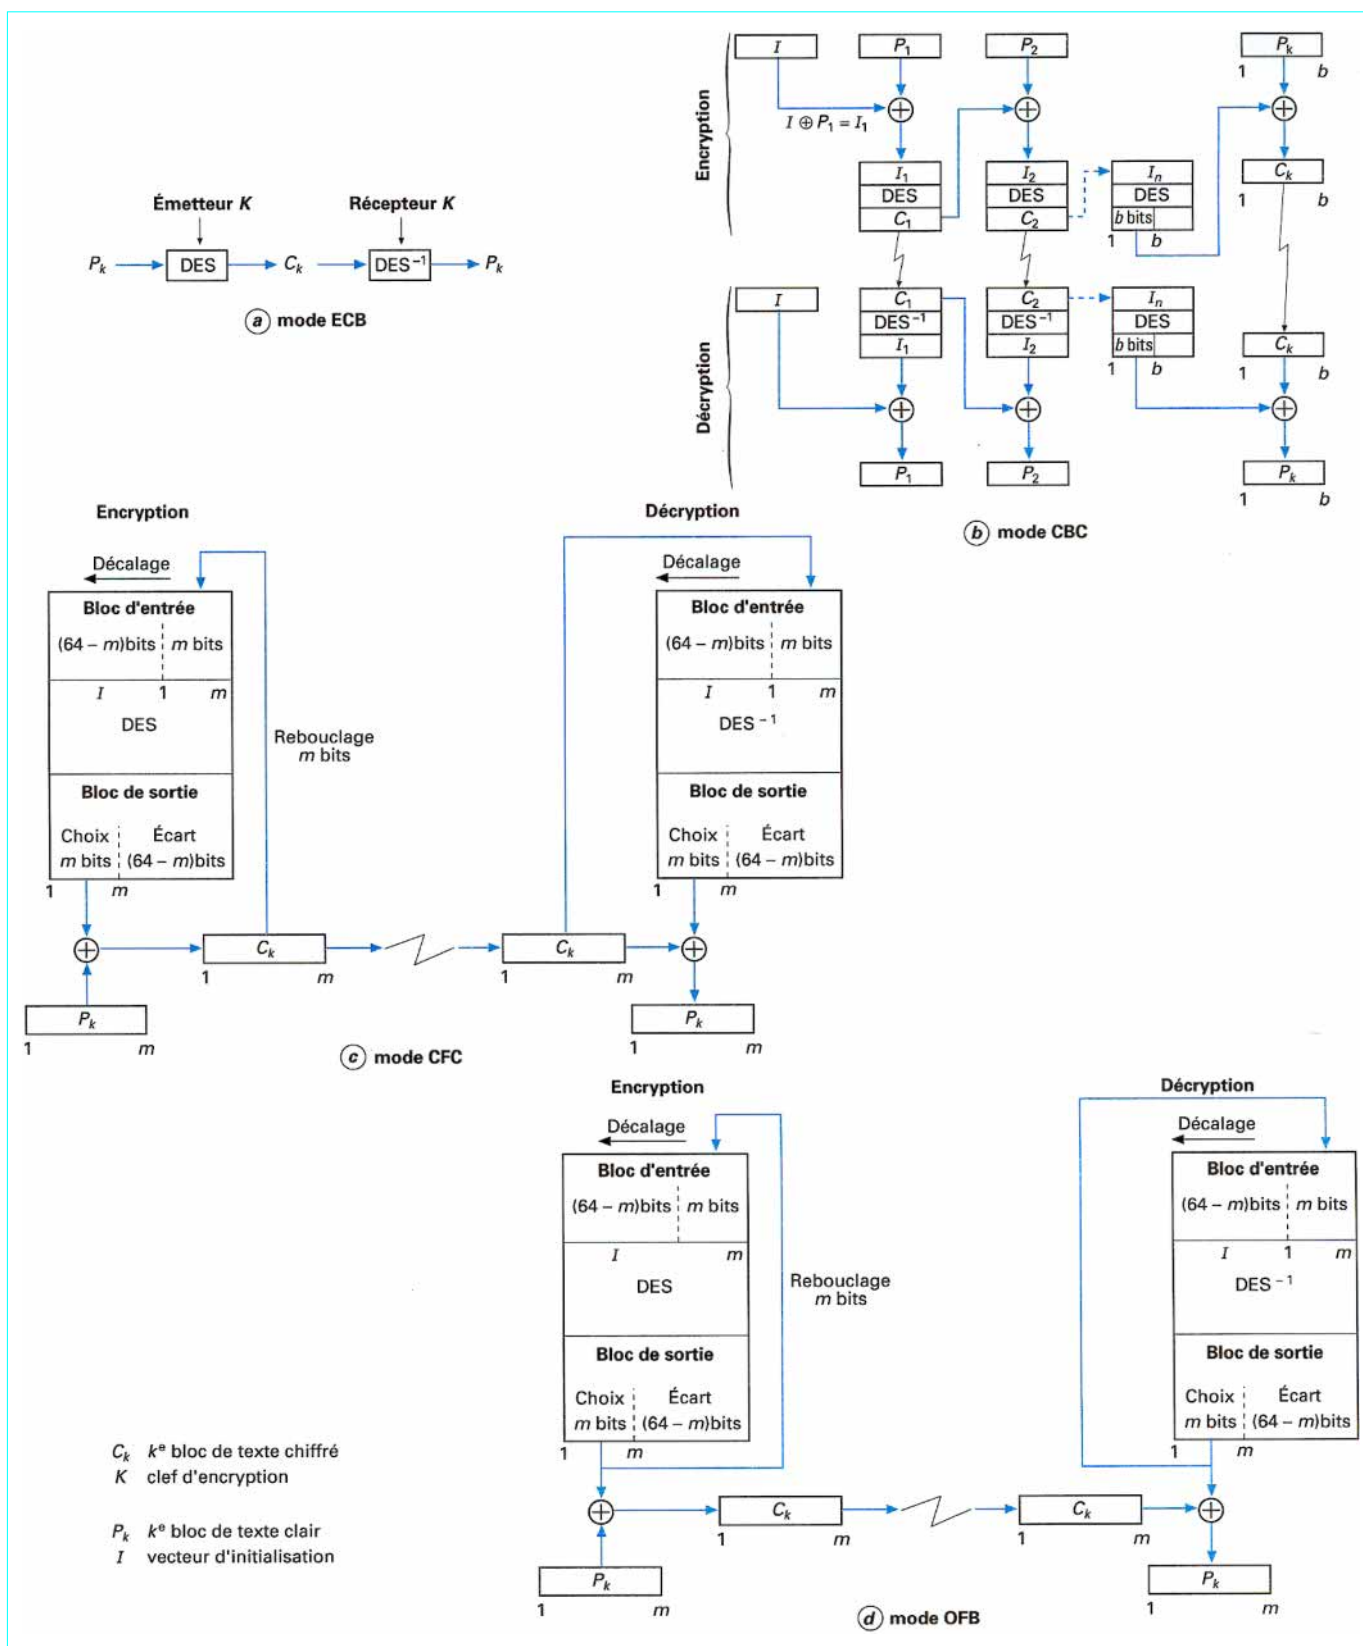 I P₁ P₂ Pₖ
1 b
Encryption
I ⊕ P₁ = I₁
I₁ I₂ Iₙ Cₖ
DES DES DES 1 b
C₁ C₂ b bits
1 b
Émetteur K Récepteur K
Pₖ DES Cₖ DES⁻¹ Pₖ
a mode ECB
Décryption
I C₁ C₂ Iₙ
DES⁻¹ DES⁻¹ DES
I₁ I₂ b bits Cₖ
1 b 1 b
P₁ P₂ Pₖ
1 b
b mode CBC
Encryption
Décalage
Bloc d'entrée
(64 – m)bits m bits
I 1 m
DES
Rebouclage
m bits
Bloc de sortie
Choix Écart
m bits (64 – m)bits
1 m
Cₖ
1 m
Pₖ
1 m
Décryption
Décalage
Bloc d'entrée
(64 – m)bits m bits
I 1 m
DES ⁻¹
Bloc de sortie
Choix Écart
m bits (64 – m)bits
1 m
Cₖ
1 m
Pₖ
1 m
c mode CFC
Encryption
Décalage
Bloc d'entrée
(64 – m)bits m bits
I m
DES
Rebouclage
m bits
Bloc de sortie
Choix Écart
m bits (64 – m)bits
1 m
Cₖ
1 m
Pₖ
1 m
Décryption
Décalage
Bloc d'entrée
(64 – m)bits m bits
I 1 m
DES ⁻¹
Bloc de sortie
Choix Écart
m bits (64 – m)bits
1 m
Cₖ
1 m
Pₖ
1 m
d mode OFB
Cₖ kᵉ bloc de texte chiffré
K clef d'encryption
Pₖ kᵉ bloc de texte clair
I vecteur d'initialisation